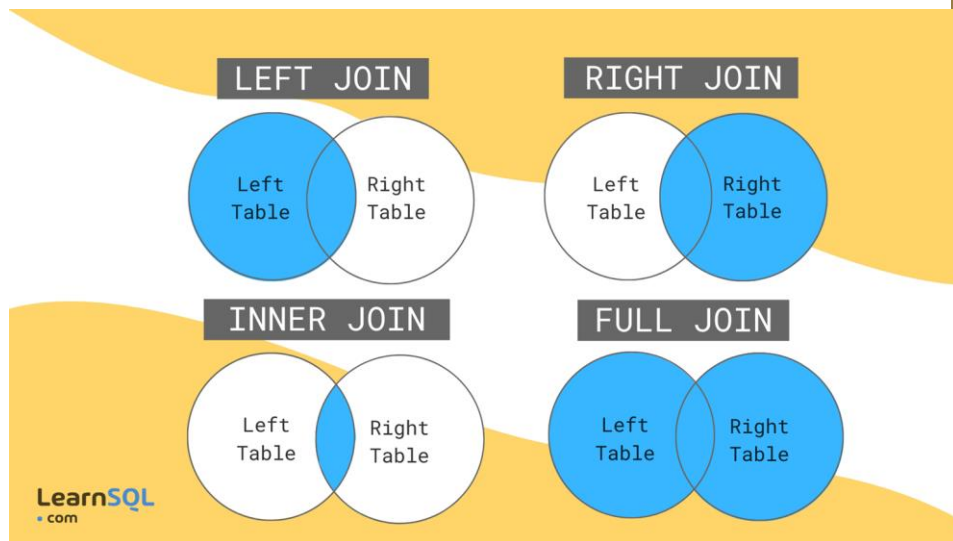 LEFT JOIN
Left
Table
Right
Table
RIGHT JOIN
Left
Table
Right
Table
INNER JOIN
Left
Table
Right
Table
FULL JOIN
Left
Table
Right
Table
LearnSQL
• com